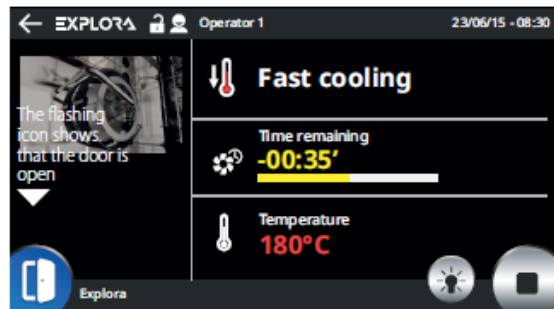 EXPLORA
Operator 1
23/06/15 - 08:30
The flashing
icon shows
that the door is
open
Fast cooling
Time remaining
-00:35’
Temperature
180°C
Explora